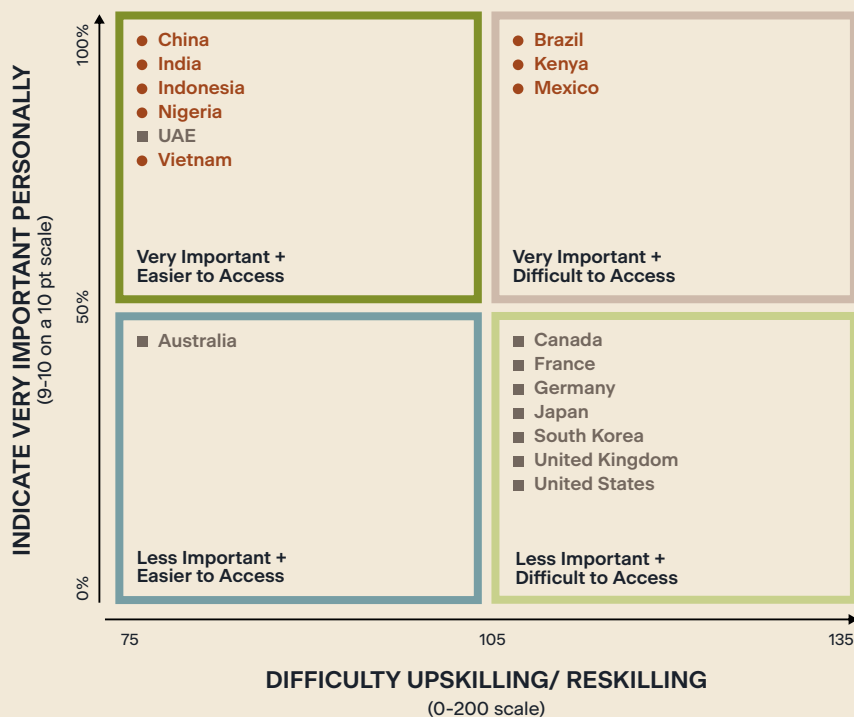 INDICATE VERY IMPORTANT PERSONALLY
(9-10 on a 10 pt scale)
100%
50%
0%
China
India
Indonesia
Nigeria
UAE
Vietnam
Very Important +
Easier to Access
Brazil
Kenya
Mexico
Very Important +
Difficult to Access
Australia
Less Important +
Easier to Access
Canada
France
Germany
Japan
South Korea
United Kingdom
United States
Less Important +
Difficult to Access
75
105
135
DIFFICULTY UPSKILLING/ RESKILLING
(0-200 scale)